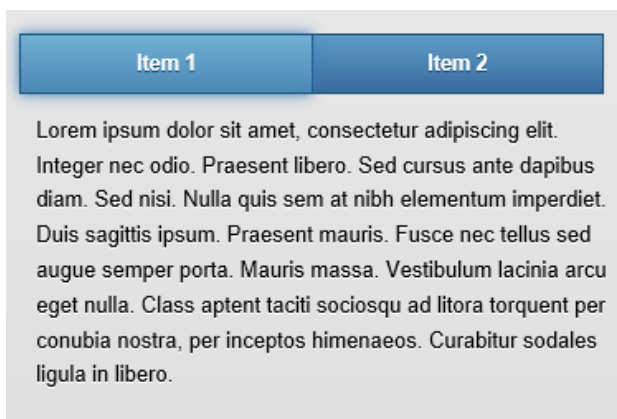 Item 1 Item 2
Lorem ipsum dolor sit amet, consectetur adipiscing elit.
Integer nec odio. Praesent libero. Sed cursus ante dapibus
diam. Sed nisi. Nulla quis sem at nibh elementum imperdiet.
Duis sagittis ipsum. Praesent mauris. Fusce nec tellus sed
augue semper porta. Mauris massa. Vestibulum lacinia arcu
eget nulla. Class aptent taciti sociosqu ad litora torquent per
conubia nostra, per inceptos himenaeos. Curabitur sodales
ligula in libero.